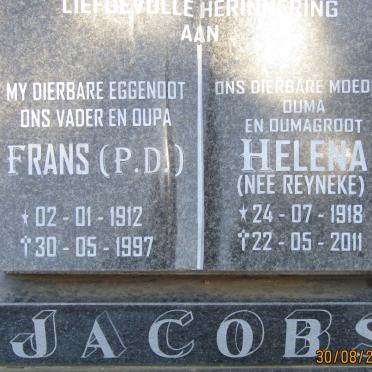 LIEFDEVOLLE HERINNERING
AAN
MY DIERBARE EGGENOOT
ONS VADER EN OUPA
FRANS (P.D.)
* 02 - 01 - 1912
† 30 - 05 - 1997
ONS DIERBARE MOED
OUMA
EN OUMAGROOT
HELENA
(NEE REYNEKE)
* 24 - 07 - 1918
† 22 - 05 - 2011
JACOBS
30/08/2